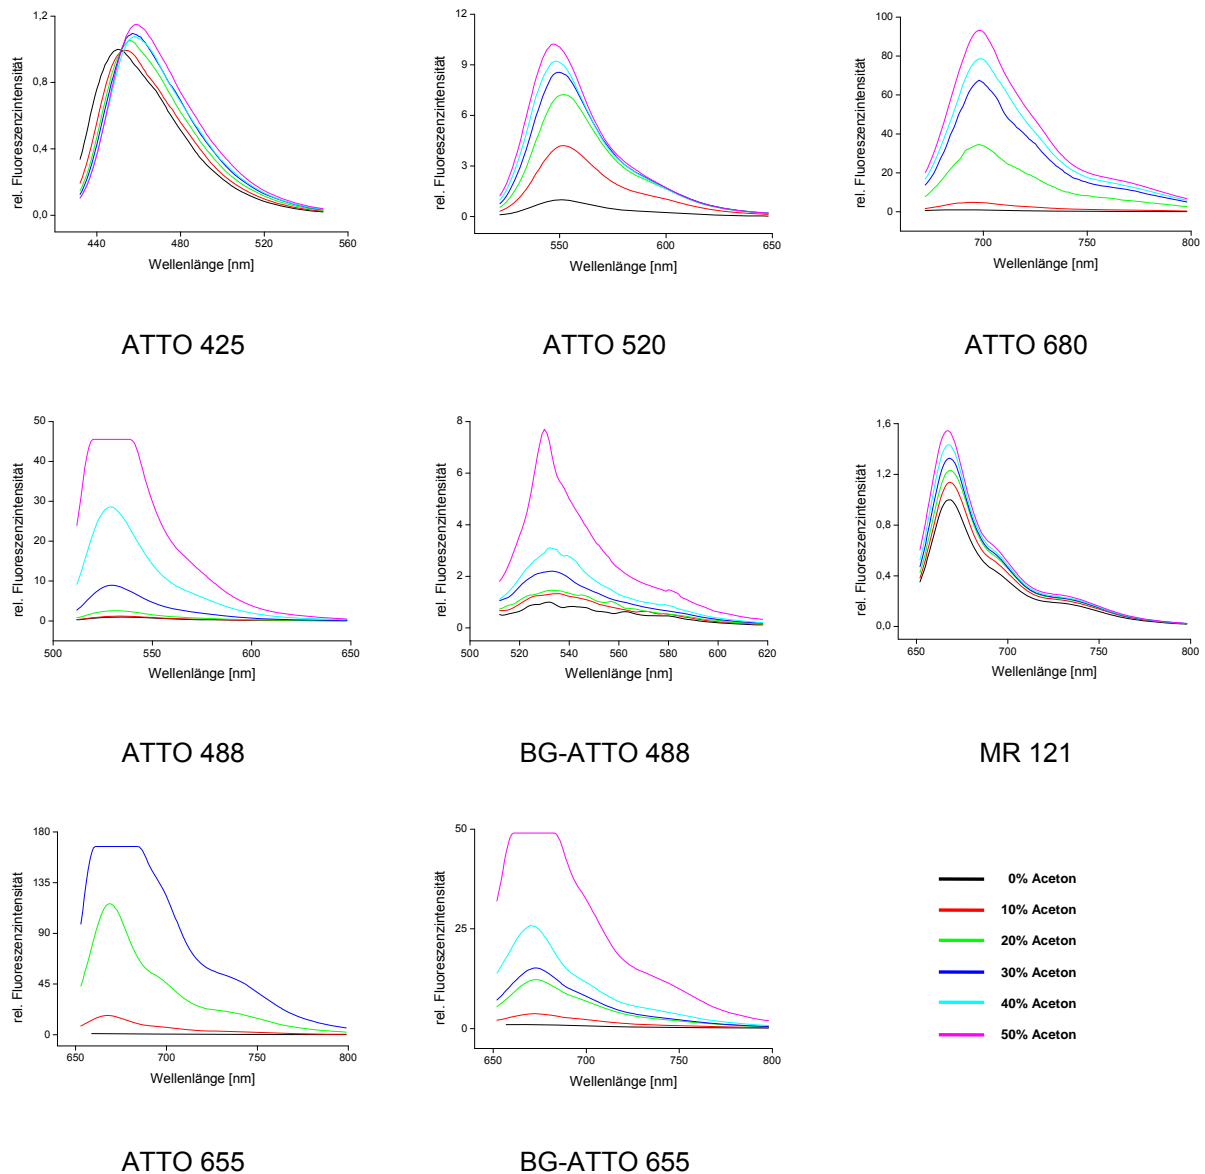 rel. Fluoreszenzintensität
1,2
0,8
0,4
0,0
440
480
520
560
Wellenlänge [nm]
ATTO 425
rel. Fluoreszenzintensität
12
9
6
3
0
550
600
650
Wellenlänge [nm]
ATTO 520
rel. Fluoreszenzintensität
100
80
60
40
20
0
700
750
800
Wellenlänge [nm]
ATTO 680
rel. Fluoreszenzintensität
50
40
30
20
10
0
500
550
600
650
Wellenlänge [nm]
ATTO 488
rel. Fluoreszenzintensität
8
6
4
2
0
500
520
540
560
580
600
620
Wellenlänge [nm]
BG-ATTO 488
rel. Fluoreszenzintensität
1,6
1,2
0,8
0,4
0,0
650
700
750
800
Wellenlänge [nm]
MR 121
rel. Fluoreszenzintensität
180
135
90
45
0
650
700
750
800
Wellenlänge [nm]
ATTO 655
rel. Fluoreszenzintensität
50
25
0
650
700
750
800
Wellenlänge [nm]
BG-ATTO 655
0% Aceton
10% Aceton
20% Aceton
30% Aceton
40% Aceton
50% Aceton